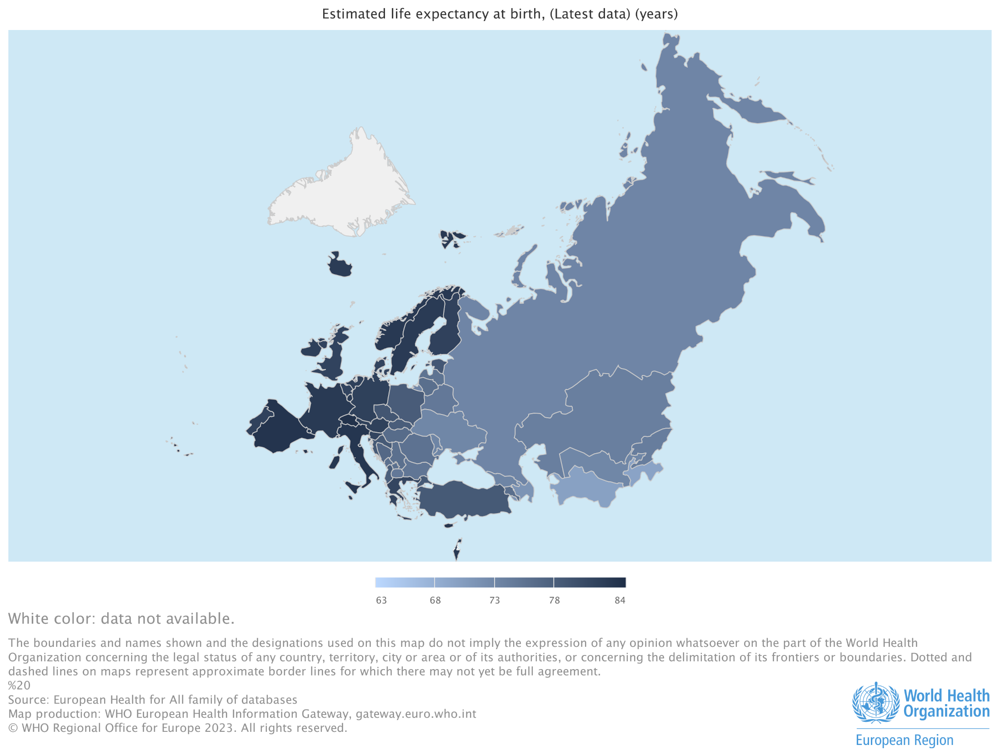 Estimated life expectancy at birth, (Latest data) (years)
63 68 73 78 84
White color: data not available.
The boundaries and names shown and the designations used on this map do not imply the expression of any opinion whatsoever on the part of the World Health
Organization concerning the legal status of any country, territory, city or area or of its authorities, or concerning the delimitation of its frontiers or boundaries. Dotted and
dashed lines on maps represent approximate border lines for which there may not yet be full agreement.
%20
Source: European Health for All family of databases
Map production: WHO European Health Information Gateway, gateway.euro.who.int
© WHO Regional Office for Europe 2023. All rights reserved.
World Health
Organization
European Region